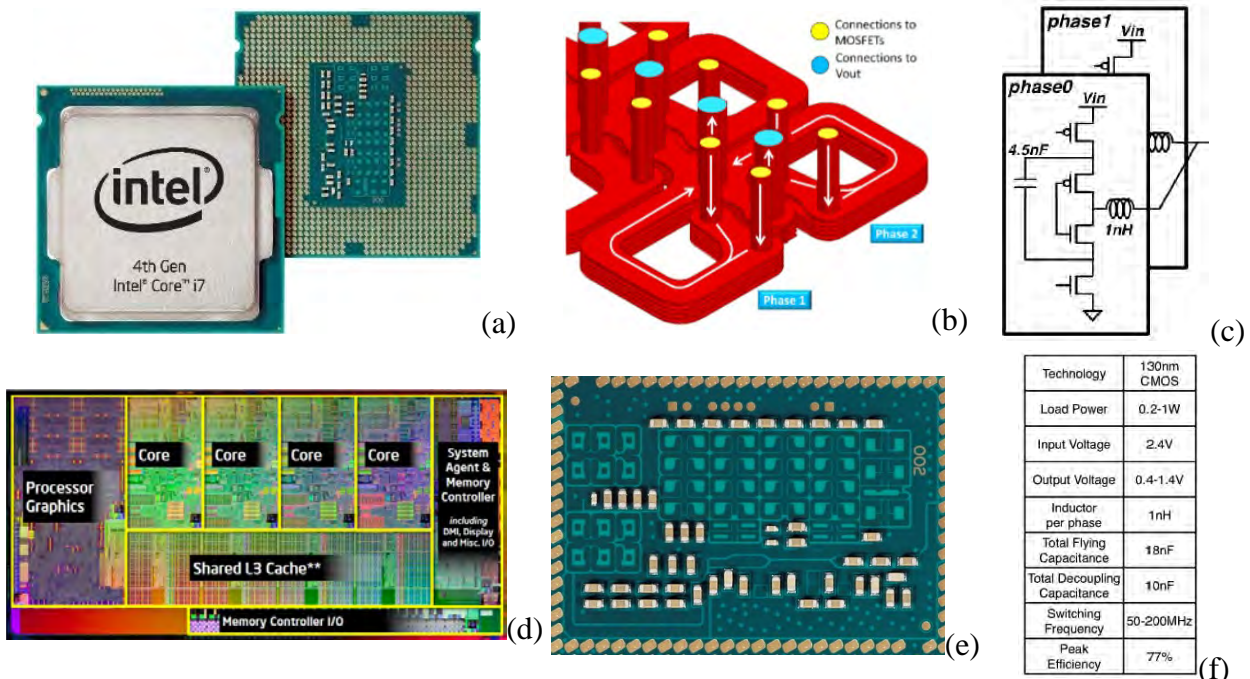 intel®
4th Gen
Intel® Core™ i7
(a)
Connections to
MOSFETs
Connections to
Vout
Phase 2
Phase 1
(b)
phase1
Vin
phase0
Vin
4.5nF
1nH
(c)
Processor
Graphics
Core
Core
Core
Core
System
Agent &
Memory
Controller
including
DMI, Display
and Misc. I/O
Shared L3 Cache**
Memory Controller I/O
(d)
002
(e)
Technology
130nm
CMOS
Load Power
0.2-1W
Input Voltage
2.4V
Output Voltage
0.4-1.4V
Inductor
per phase
1nH
Total Flying
Capacitance
18nF
Total Decoupling
Capacitance
10nF
Switching
Frequency
50-200MHz
Peak
Efficiency
77%
(f)